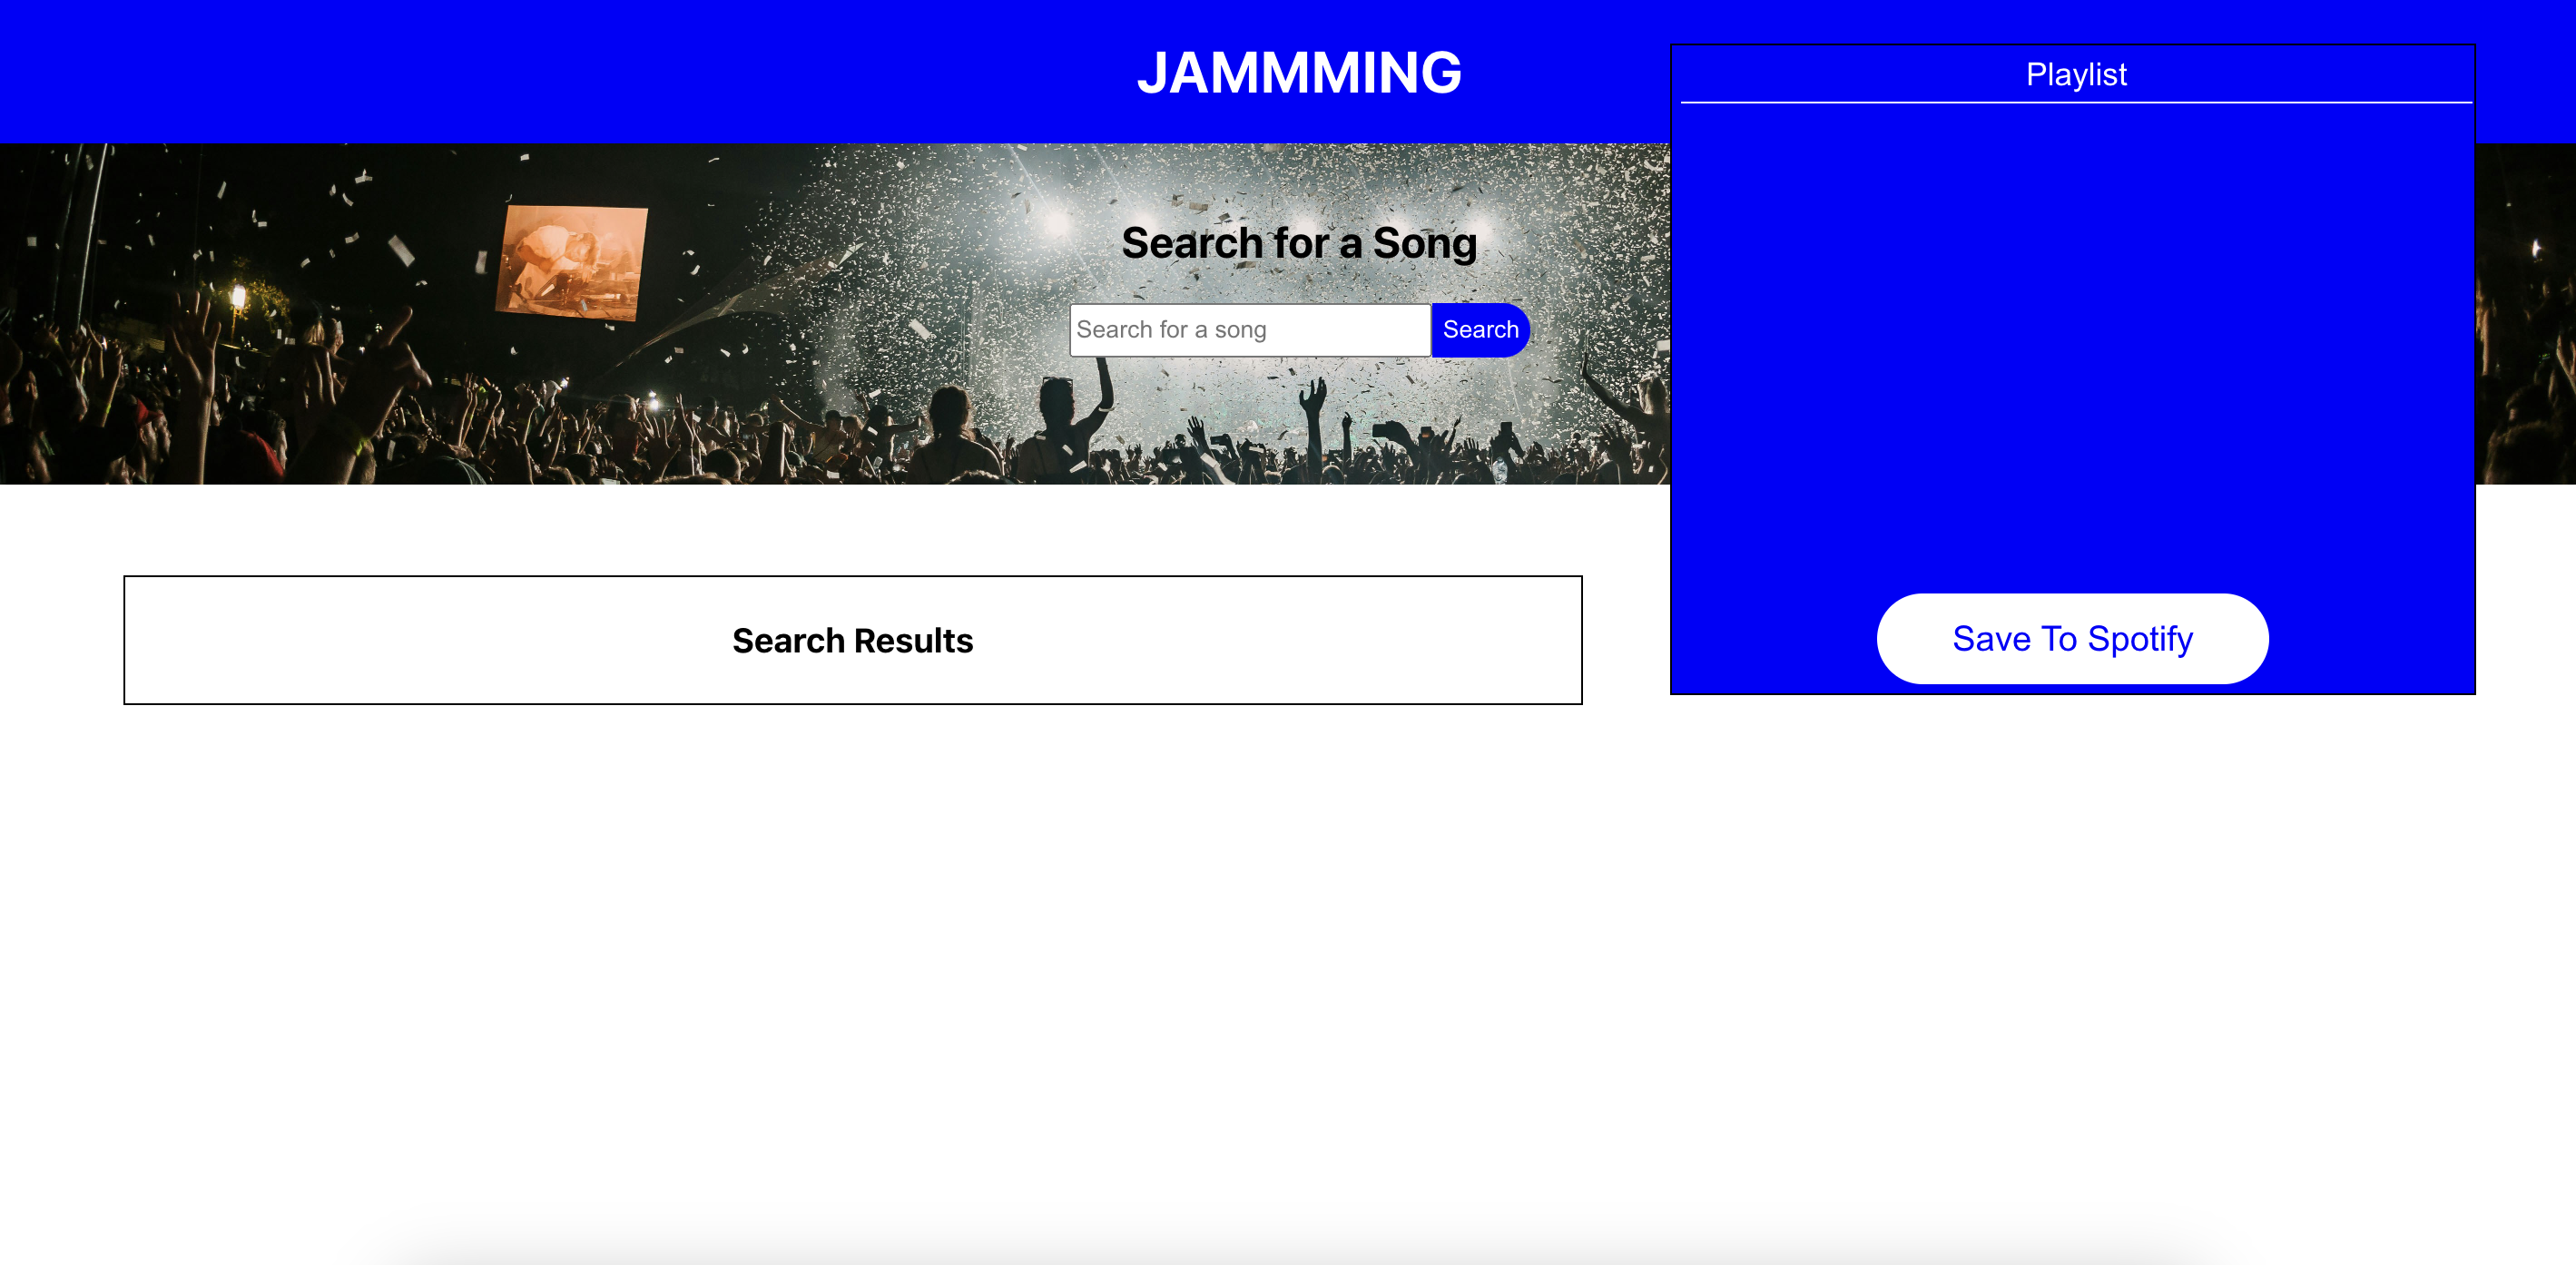 JAMMMING
Playlist
Search for a Song
Search for a song
Search
Search Results
Save To Spotify